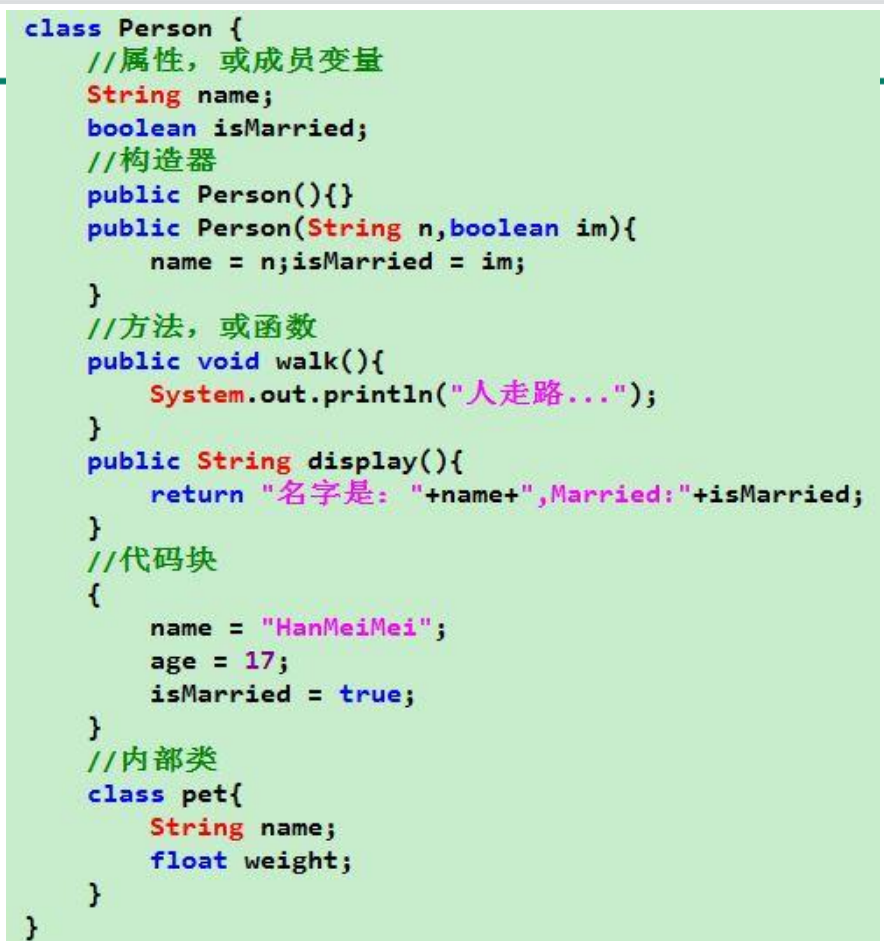 class Person {
    //属性，或成员变量
    String name;
    boolean isMarried;
    //构造器
    public Person(){}
    public Person(String n,boolean im){
        name = n;isMarried = im;
    }
    //方法，或函数
    public void walk(){
        System.out.println("人走路...");
    }
    public String display(){
        return "名字是："+name+",Married:"+isMarried;
    }
    //代码块
    {
        name = "HanMeiMei";
        age = 17;
        isMarried = true;
    }
    //内部类
    class pet{
        String name;
        float weight;
    }
}